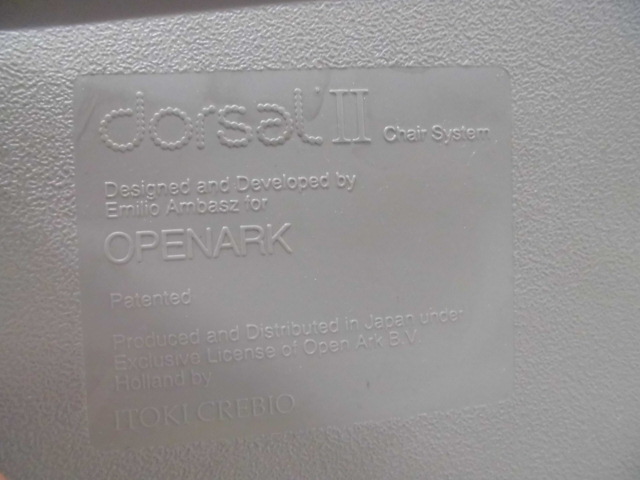 dorsal II Chair System
Designed and Developed by
Emilio Ambasz for
OPENARK
Patented
Produced and Distributed in Japan under
Exclusive License of Open Ark B.V.
Holland by
ITOKI CREBIO